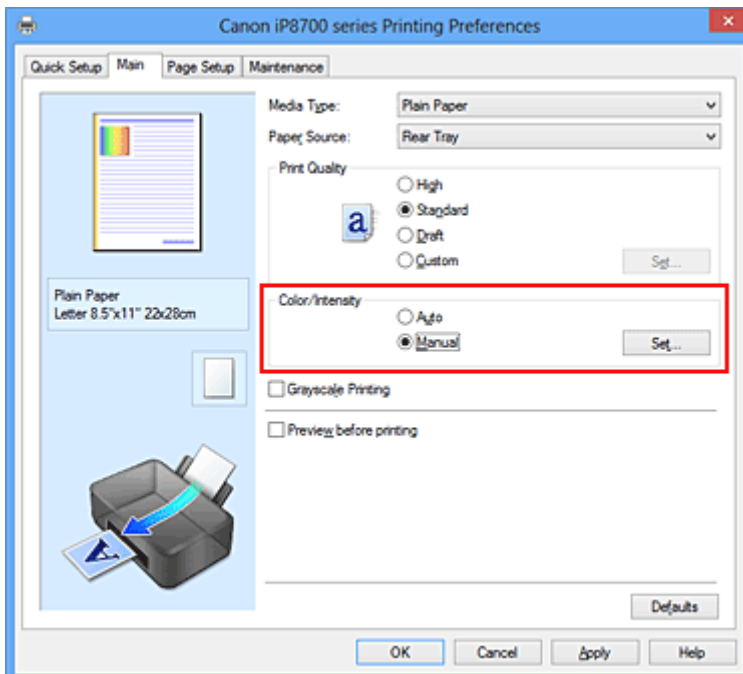 Canon iP8700 series Printing Preferences
Quick Setup Main Page Setup Maintenance
Media Type: Plain Paper
Paper Source: Rear Tray
Print Quality
High
a Standard
Draft
Custom Set...
Plain Paper
Letter 8.5"x11" 22x28cm
Color/Intensity
Auto
Manual Set...
Grayscale Printing
Preview before printing
A
Defaults
OK Cancel Apply Help